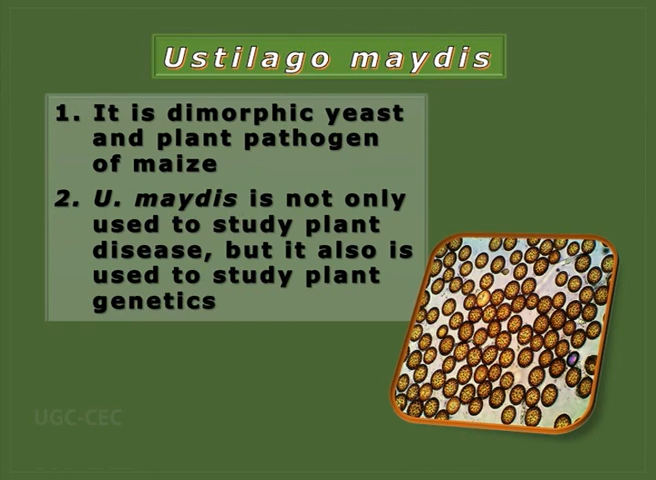 Ustilago maydis
1. It is dimorphic yeast
and plant pathogen
of maize
2. U. maydis is not only
used to study plant
disease, but it also is
used to study plant
genetics
UGC-CEC